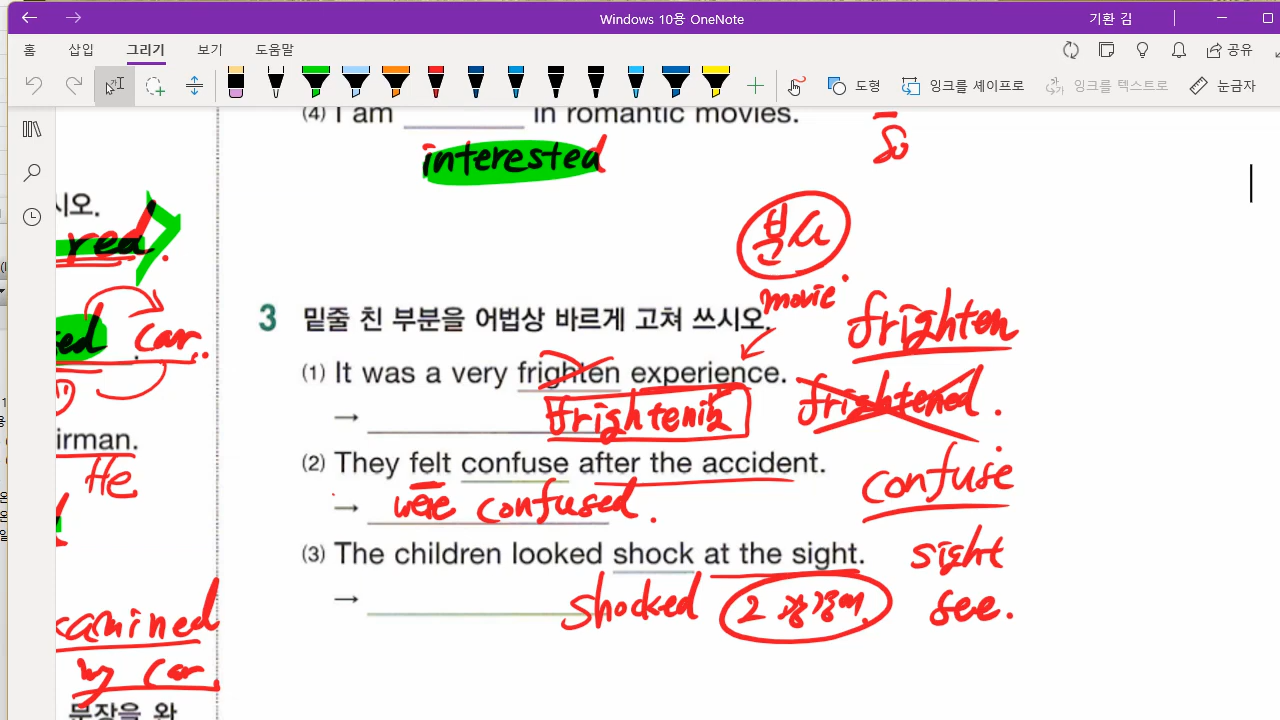 Windows 10용 OneNote
기환 김
홈 삽입 그리기 보기 도움말
공유
도형 잉크를 셰이프로 잉크를 텍스트로 눈금자
(4) I am ________ in romantic movies.
interested
시오.
red.
분사
movie.
3 밑줄 친 부분을 어법상 바르게 고쳐 쓰시오.
frighten
car..
(1) It was a very frighten experience.
→ frightening
frightened.
irman.
He
(2) They felt confuse after the accident.
confuse
→ were confused.
(3) The children looked shock at the sight.
sight
→ shocked
see.
xamined
by car.
문장을 완